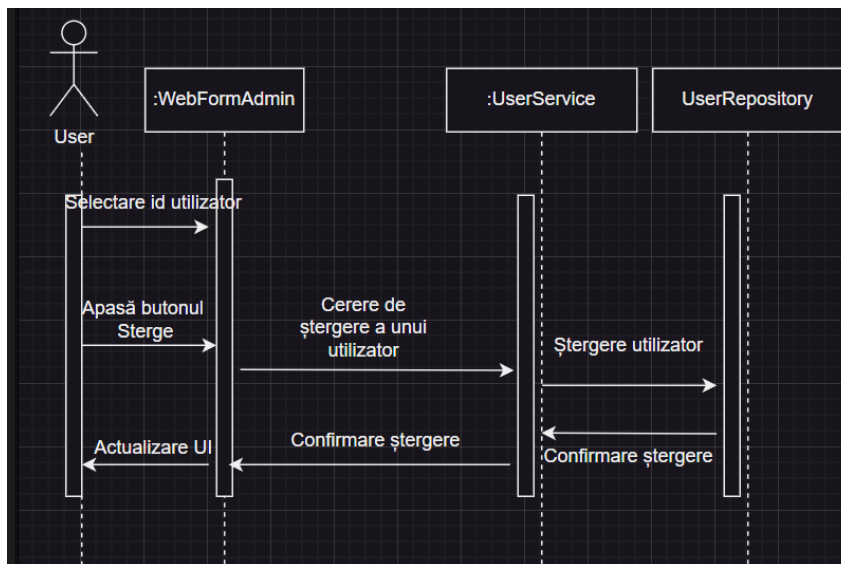 :WebFormAdmin
:UserService
UserRepository
User
Selectare id utilizator
Apasă butonul
Sterge
Cerere de
ștergere a unui
utilizator
Ștergere utilizator
Actualizare UI
Confirmare ștergere
Confirmare ștergere